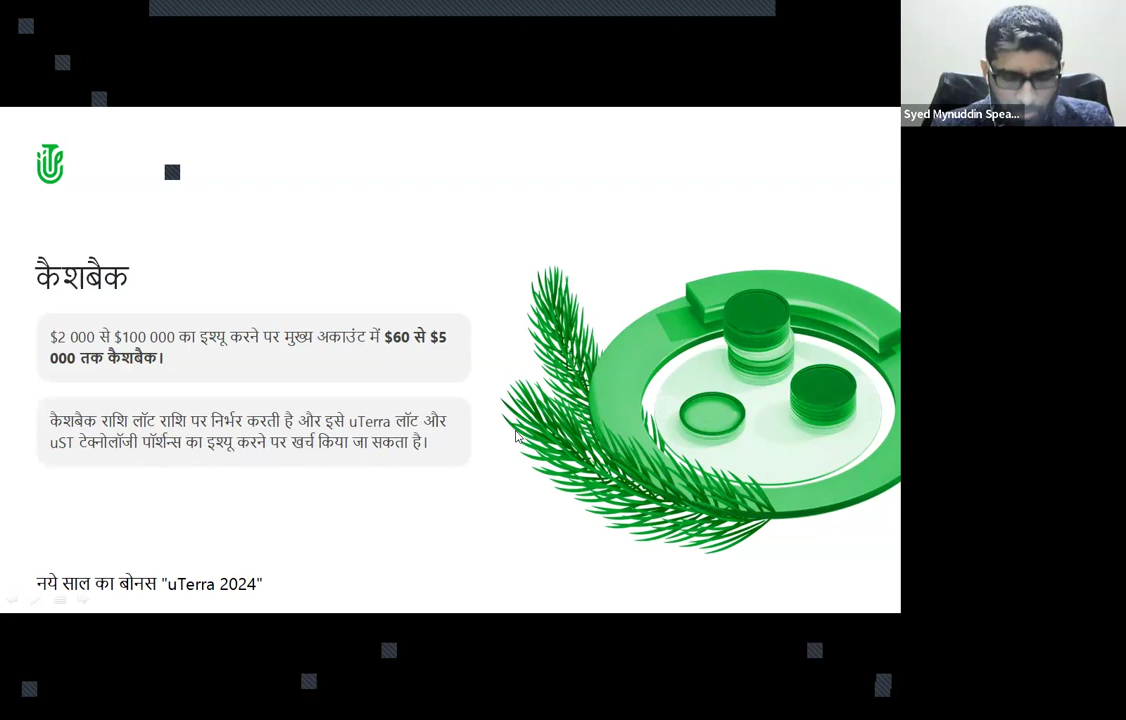 Syed Mynuddin Spea...
कैशबैक
$2 000 से $100 000 का इश्यू करने पर मुख्य अकाउंट में $60 से $5
000 तक कैशबैक।
कैशबैक राशि लॉट राशि पर निर्भर करती है और इसे uTerra लॉट और
uST टेक्नोलॉजी पॉर्शन्स का इश्यू करने पर खर्च किया जा सकता है।
नये साल का बोनस "uTerra 2024"